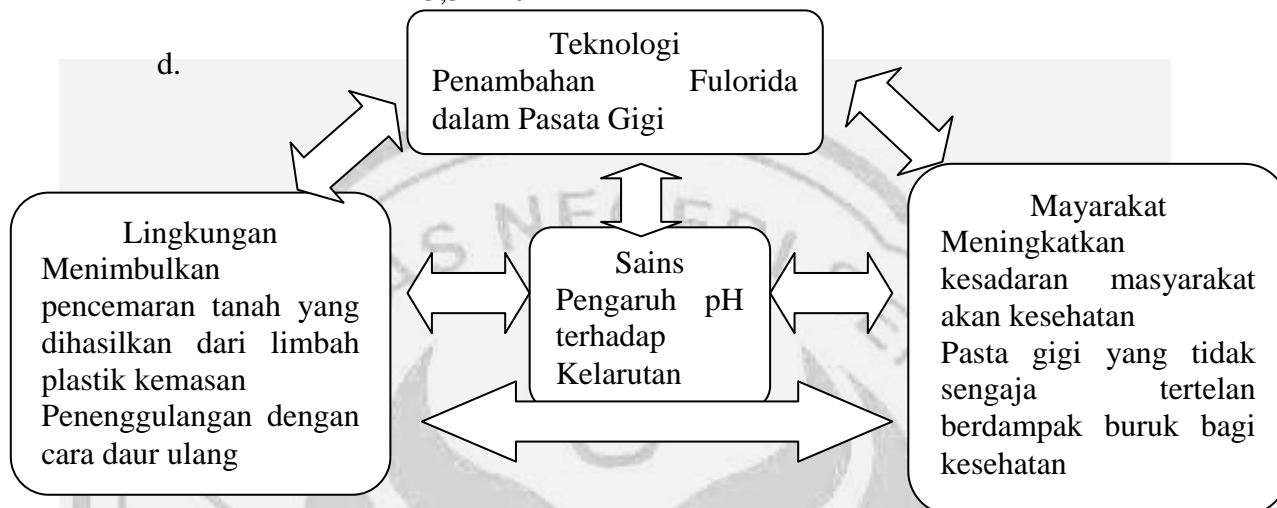 d.
Teknologi
Penambahan Fulorida
dalam Pasata Gigi
Lingkungan
Menimbulkan
pencemaran tanah yang
dihasilkan dari limbah
plastik kemasan
Penenggulangan dengan
cara daur ulang
Sains
Pengaruh pH
terhadap
Kelarutan
Mayarakat
Meningkatkan
kesadaran masyarakat
akan kesehatan
Pasta gigi yang tidak
sengaja tertelan
berdampak buruk bagi
kesehatan